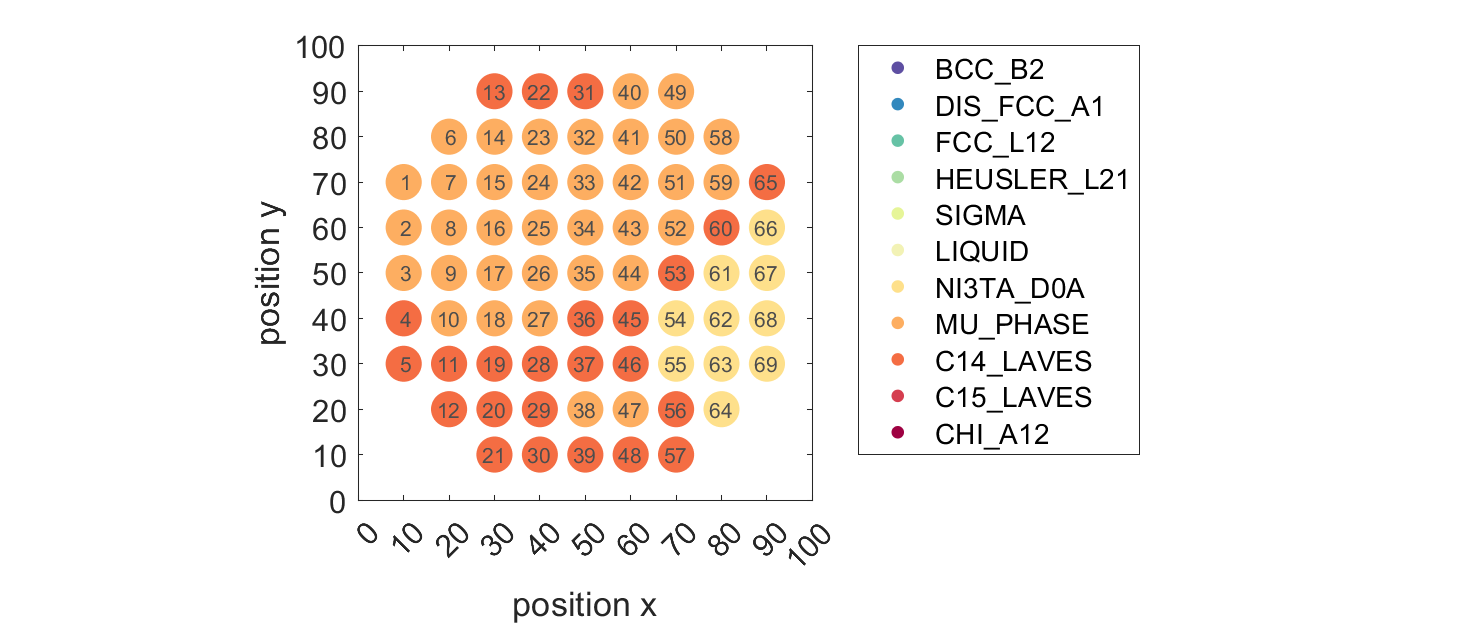 100
90
80
70
60
50
40
30
20
10
0
13 22 31 40 49
6 14 23 32 41 50 58
1 7 15 24 33 42 51 59 65
2 8 16 25 34 43 52 60 66
3 9 17 26 35 44 53 61 67
4 10 18 27 36 45 54 62 68
5 11 19 28 37 46 55 63 69
12 20 29 38 47 56 64
21 30 39 48 57
0 10 20 30 40 50 60 70 80 90 100
position x
position y
BCC_B2
DIS_FCC_A1
FCC_L12
HEUSLER_L21
SIGMA
LIQUID
NI3TA_D0A
MU_PHASE
C14_LAVES
C15_LAVES
CHI_A12